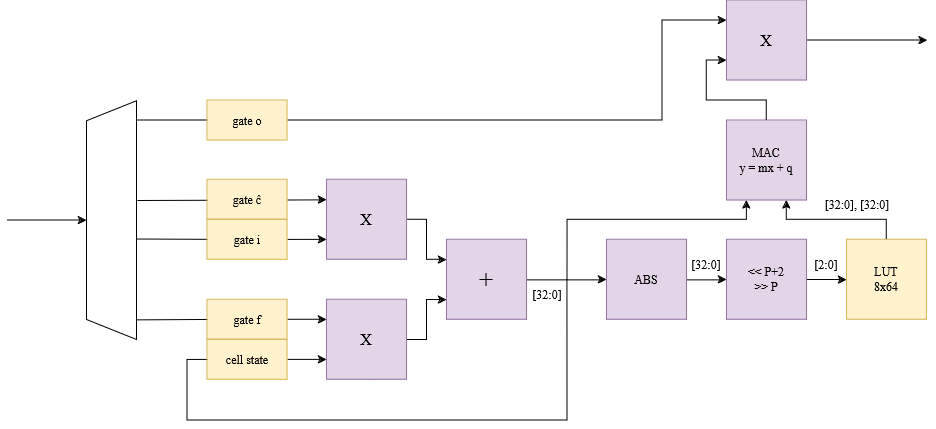 X
gate o
MAC
y = mx + q
gate ĉ
gate i
X
[32:0], [32:0]
+
[32:0]
ABS
[32:0]
<< P+2
>> P
[2:0]
LUT
8x64
gate f
cell state
X